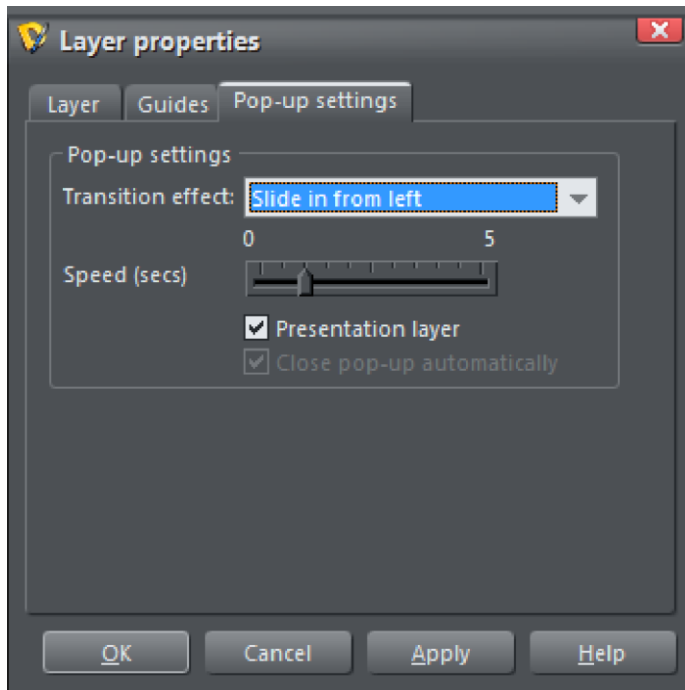 Layer properties
Layer Guides Pop-up settings
Pop-up settings
Transition effect: Slide in from left
0 5
Speed (secs)
Presentation layer
Close pop-up automatically
OK Cancel Apply Help